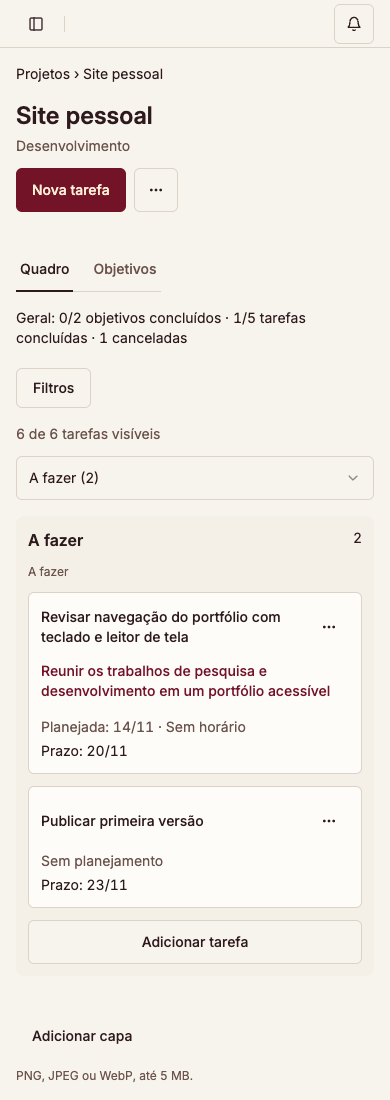 Projetos › Site pessoal
Site pessoal
Desenvolvimento
Nova tarefa
Quadro Objetivos
Geral: 0/2 objetivos concluídos · 1/5 tarefas
concluídas · 1 canceladas
Filtros
6 de 6 tarefas visíveis
A fazer (2)
A fazer 2
A fazer
Revisar navegação do portfólio com
teclado e leitor de tela
Reunir os trabalhos de pesquisa e
desenvolvimento em um portfólio acessível
Planejada: 14/11 · Sem horário
Prazo: 20/11
Publicar primeira versão
Sem planejamento
Prazo: 23/11
Adicionar tarefa
Adicionar capa
PNG, JPEG ou WebP, até 5 MB.